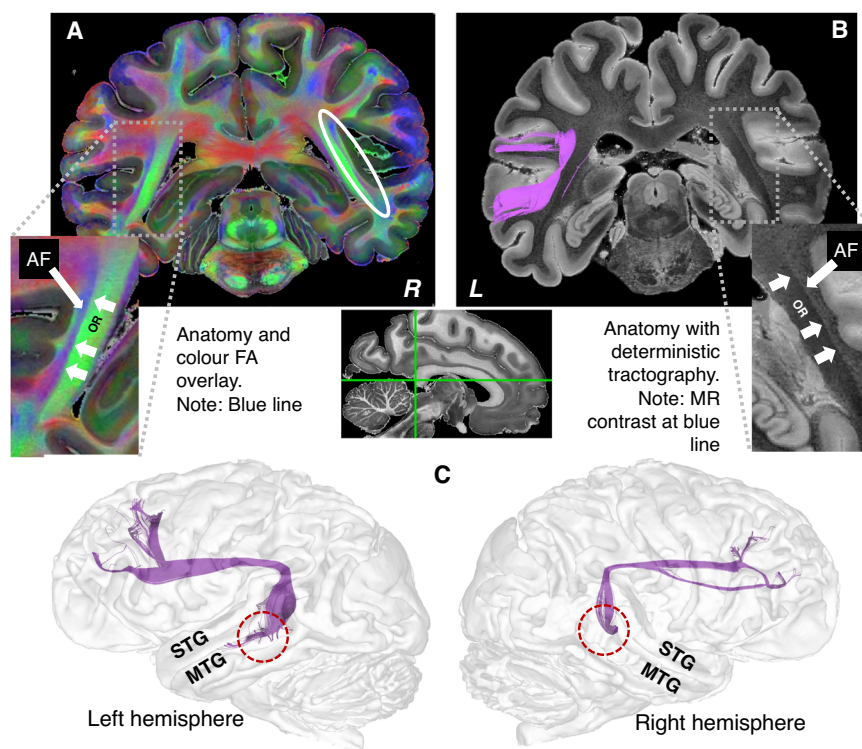 A
B
AF
OR
R
L
AF
OR
Anatomy and
colour FA
overlay.
Note: Blue line
Anatomy with
deterministic
tractography.
Note: MR
contrast at blue
line
C
STG
MTG
STG
MTG
Left hemisphere
Right hemisphere